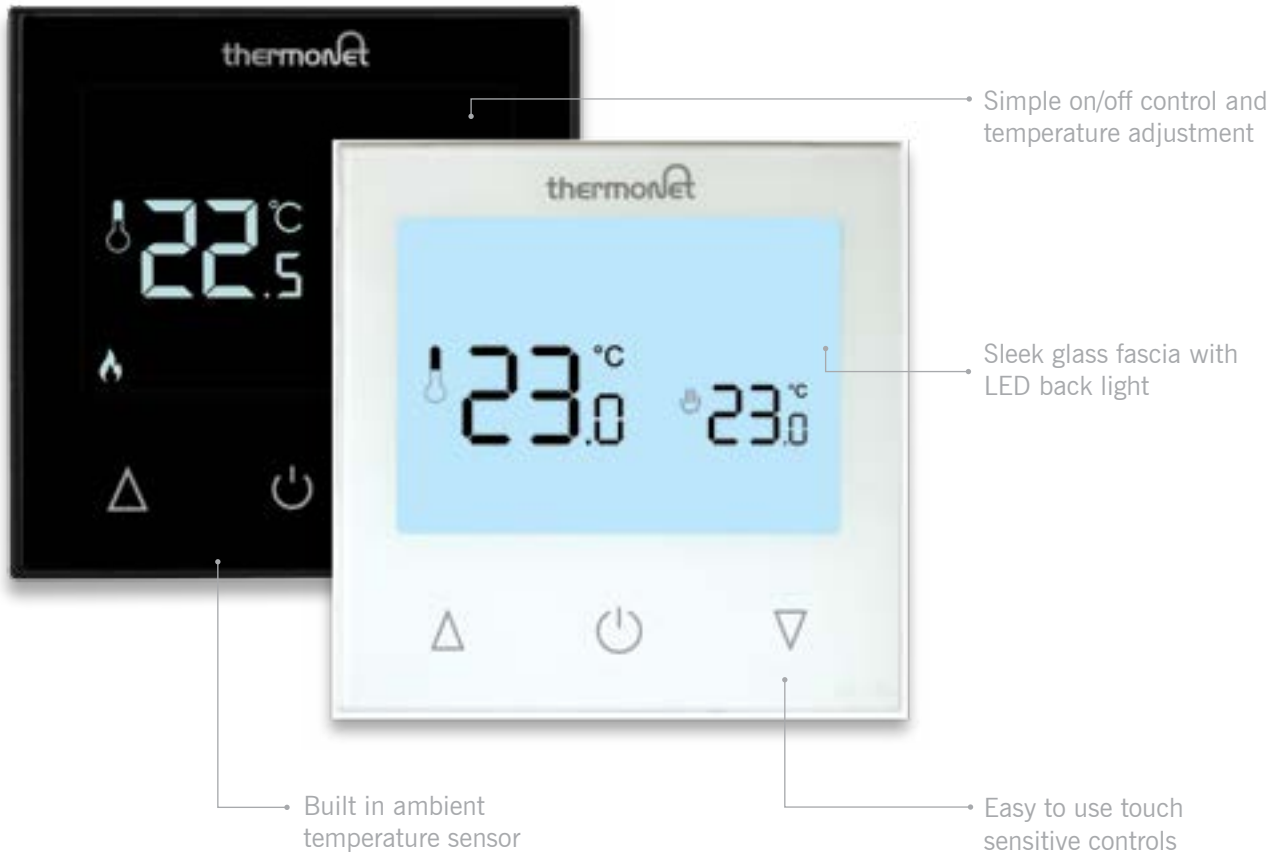 thermonet
Simple on/off control and
temperature adjustment
thermonet
22.5 °C
23.0 °C
23.0 °C
Sleek glass fascia with
LED back light
Built in ambient
temperature sensor
Easy to use touch
sensitive controls